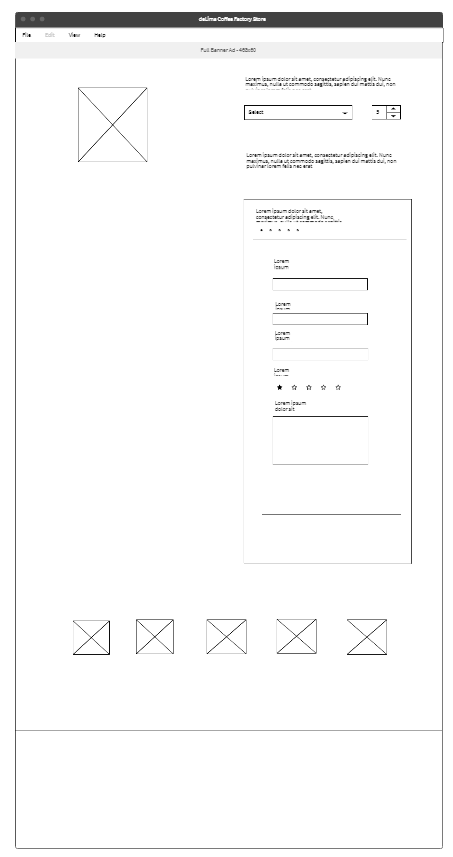 deLima Coffee Factory Store
File Edit View Help
Full Banner Ad - 468x60
Lorem ipsum dolor sit amet, consectetur adipiscing elit. Nunc
maximus, nulla ut commodo sagittis, sapien dui mattis dui, non
Select
5
Lorem ipsum dolor sit amet, consectetur adipiscing elit. Nunc
maximus, nulla ut commodo sagittis, sapien dui mattis dui, non
pulvinar lorem felis nec erat
Lorem ipsum dolor sit amet,
consectetur adipiscing elit. Nunc
Lorem
ipsum
Lorem
ipsum
Lorem
ipsum
Lorem
ipsum
Lorem ipsum
dolor sit